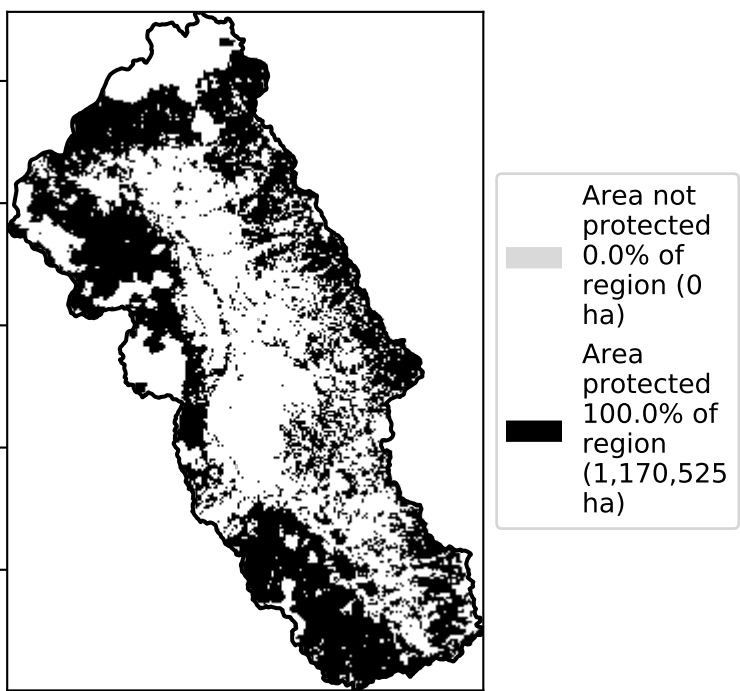 Area not
protected
0.0% of
region (0
ha)
Area
protected
100.0% of
region
(1,170,525
ha)